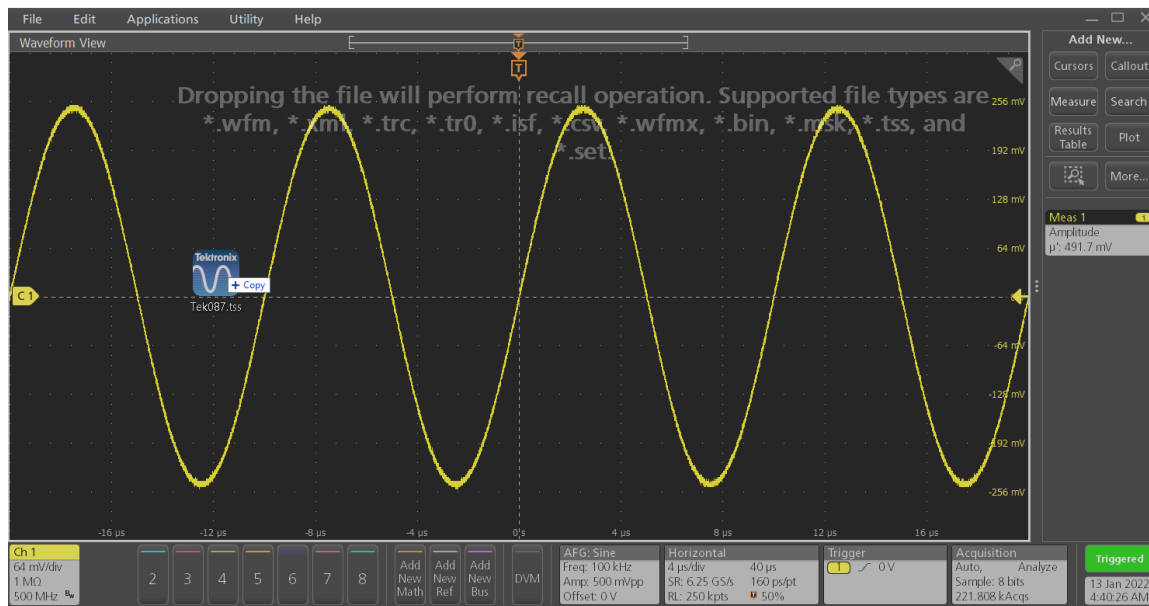 File Edit Applications Utility Help
Waveform View
T
T
Dropping the file will perform recall operation. Supported file types are
*.wfm, *.xml, *.trc, *.tr0, *.isf, *.csv, *.wfmx, *.bin, *.msk, *.tss, and
*.set.
256 mV
192 mV
128 mV
64 mV
-64 mV
-128 mV
-192 mV
-256 mV
C 1
Tektronix
+ Copy
Tek087.tss
-16 µs -12 µs -8 µs -4 µs 0 s 4 µs 8 µs 12 µs 16 µs
Add New...
Cursors Callout
Measure Search
Results
Table
Plot
More...
Meas 1 1
Amplitude
µ': 491.7 mV
Ch 1
64 mV/div
1 MΩ
500 MHz Bw
2 3 4 5 6 7 8
Add
New
Math
Add
New
Ref
Add
New
Bus
DVM
AFG: Sine
Freq: 100 kHz
Amp: 500 mVpp
Offset: 0 V
Horizontal
4 µs/div 40 µs
SR: 6.25 GS/s 160 ps/pt
RL: 250 kpts 50%
Trigger
1 0 V
Acquisition
Auto, Analyze
Sample: 8 bits
221.808 kAcqs
Triggered
13 Jan 2022
4:40:26 AM